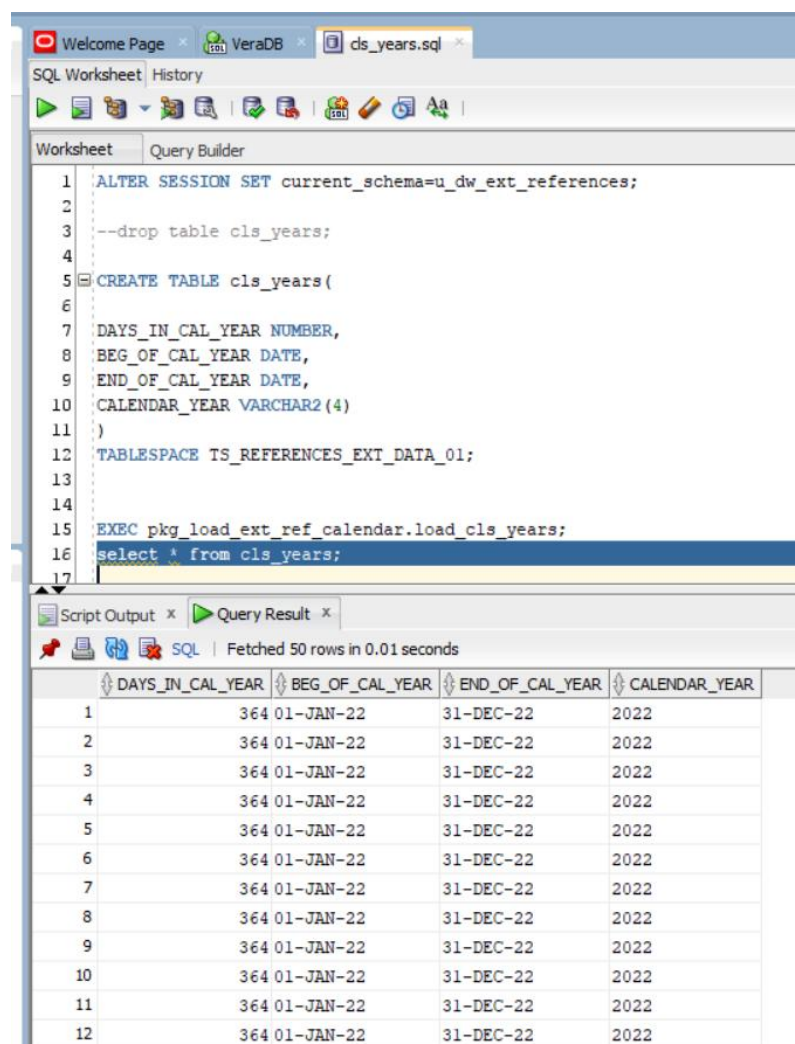 Welcome Page × VeraDB × cls_years.sql ×
SQL Worksheet History
Worksheet Query Builder
1 ALTER SESSION SET current_schema=u_dw_ext_references;
2
3 --drop table cls_years;
4
5 CREATE TABLE cls_years(
6
7 DAYS_IN_CAL_YEAR NUMBER,
8 BEG_OF_CAL_YEAR DATE,
9 END_OF_CAL_YEAR DATE,
10 CALENDAR_YEAR VARCHAR2(4)
11 )
12 TABLESPACE TS_REFERENCES_EXT_DATA_01;
13
14
15 EXEC pkg_load_ext_ref_calendar.load_cls_years;
16 select * from cls_years;
17
Script Output × Query Result ×
SQL | Fetched 50 rows in 0.01 seconds
DAYS_IN_CAL_YEAR BEG_OF_CAL_YEAR END_OF_CAL_YEAR CALENDAR_YEAR
1 364 01-JAN-22 31-DEC-22 2022
2 364 01-JAN-22 31-DEC-22 2022
3 364 01-JAN-22 31-DEC-22 2022
4 364 01-JAN-22 31-DEC-22 2022
5 364 01-JAN-22 31-DEC-22 2022
6 364 01-JAN-22 31-DEC-22 2022
7 364 01-JAN-22 31-DEC-22 2022
8 364 01-JAN-22 31-DEC-22 2022
9 364 01-JAN-22 31-DEC-22 2022
10 364 01-JAN-22 31-DEC-22 2022
11 364 01-JAN-22 31-DEC-22 2022
12 364 01-JAN-22 31-DEC-22 2022